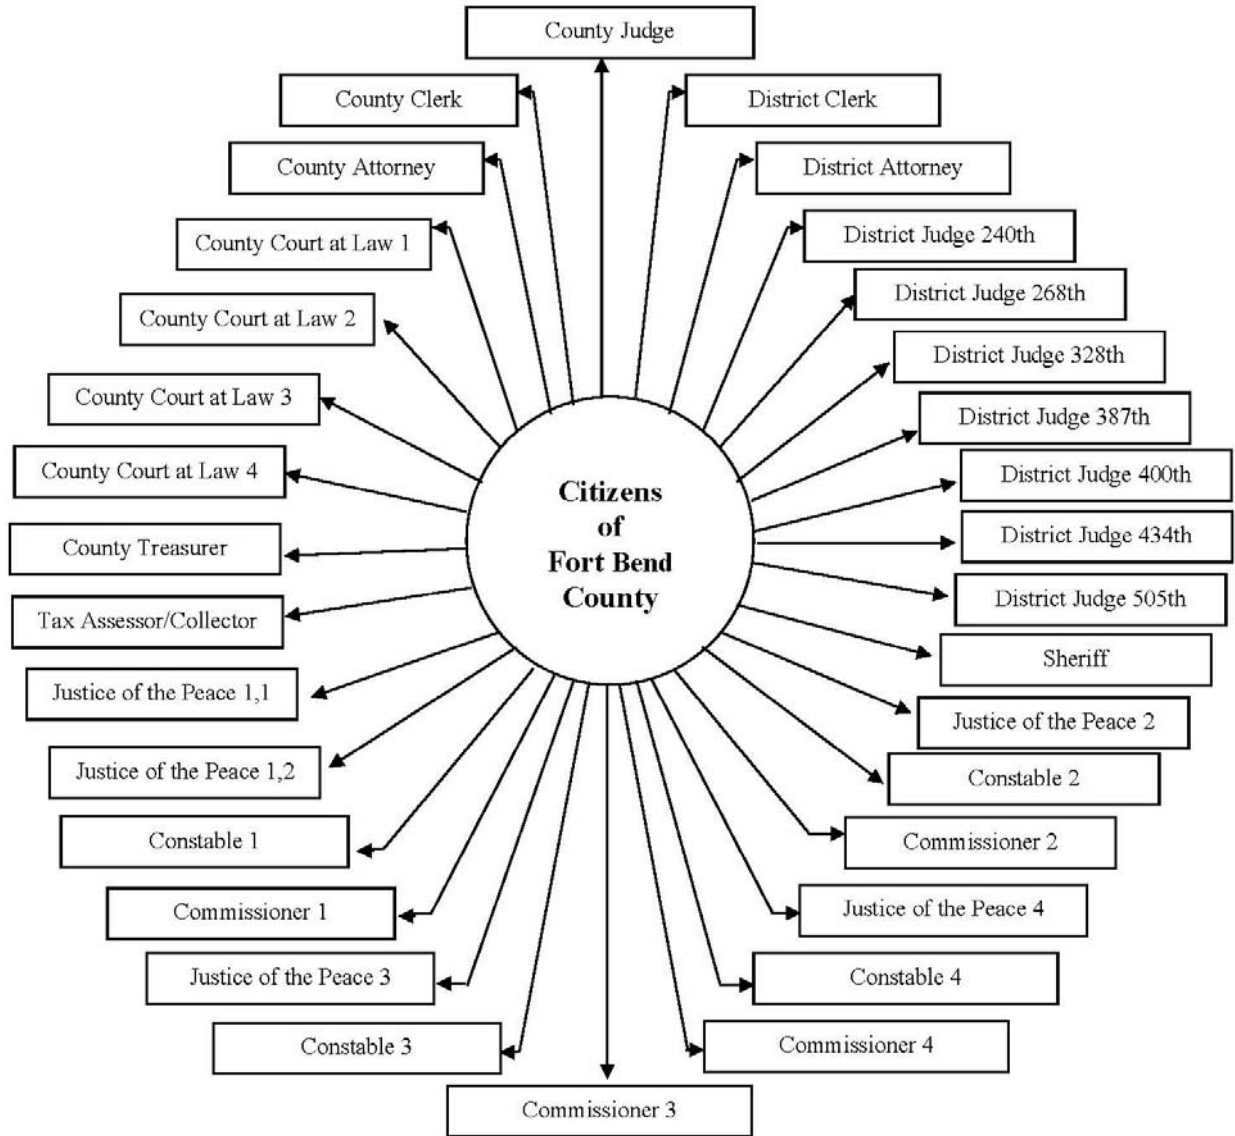 County Judge
County Clerk
District Clerk
County Attorney
District Attorney
County Court at Law 1
District Judge 240th
District Judge 268th
County Court at Law 2
District Judge 328th
County Court at Law 3
District Judge 387th
County Court at Law 4
District Judge 400th
Citizens
of
Fort Bend
County
County Treasurer
District Judge 434th
Tax Assessor/Collector
District Judge 505th
Sheriff
Justice of the Peace 1,1
Justice of the Peace 2
Justice of the Peace 1,2
Constable 2
Constable 1
Commissioner 2
Commissioner 1
Justice of the Peace 4
Justice of the Peace 3
Constable 4
Constable 3
Commissioner 4
Commissioner 3